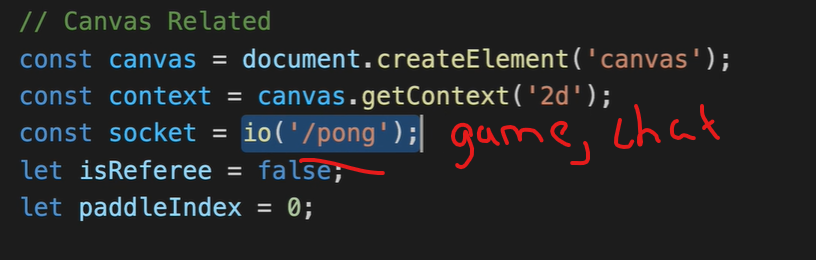 // Canvas Related
const canvas = document.createElement('canvas');
const context = canvas.getContext('2d');
const socket = io('/pong'); game, chat
let isReferee = false;
let paddleIndex = 0;